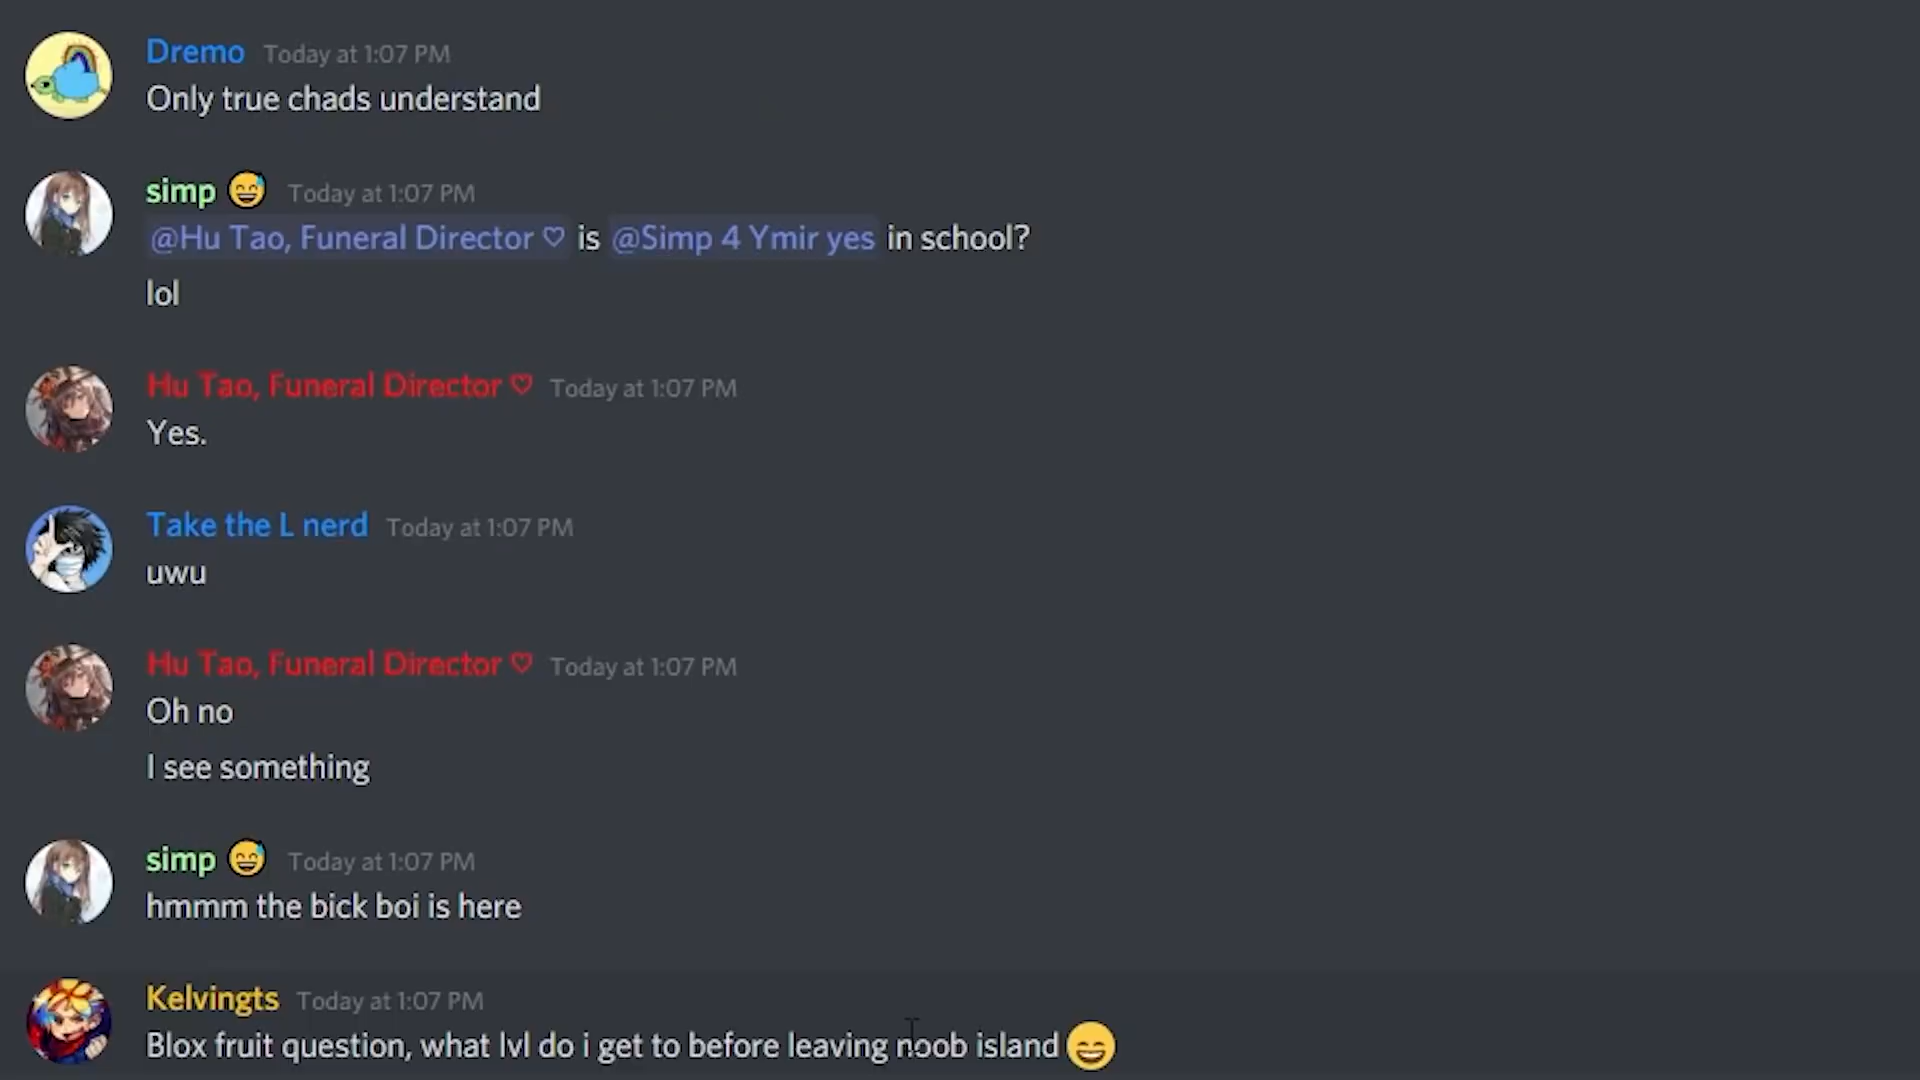 Dremo Today at 1:07 PM
Only true chads understand
simp 😅 Today at 1:07 PM
@Hu Tao, Funeral Director ♡ is @Simp 4 Ymir yes in school?
lol
Hu Tao, Funeral Director ♡ Today at 1:07 PM
Yes.
Take the L nerd Today at 1:07 PM
uwu
Hu Tao, Funeral Director ♡ Today at 1:07 PM
Oh no
I see something
simp 😅 Today at 1:07 PM
hmmm the bick boi is here
Kelvingts Today at 1:07 PM
Blox fruit question, what lvl do i get to before leaving noob island 😄